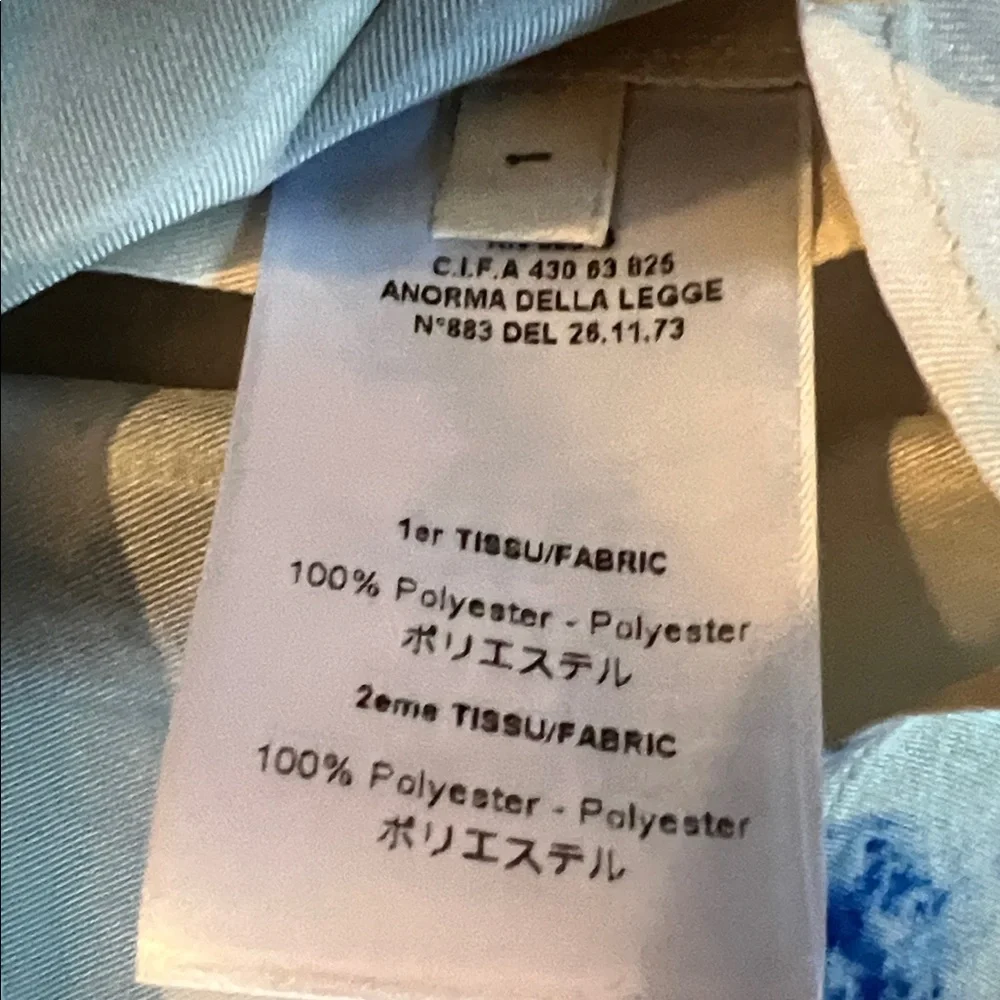 1
C.I.F.A 430 63 825
ANORMA DELLA LEGGE
N°883 DEL 26.11.73
1er TISSU/FABRIC
100% Polyester - Polyester
ポリエステル
2eme TISSU/FABRIC
100% Polyester - Polyester
ポリエステル